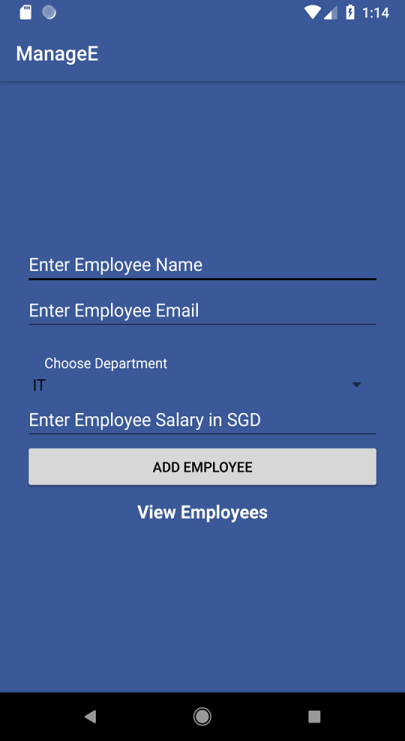 1:14
ManageE
Enter Employee Name
Enter Employee Email
Choose Department
IT
Enter Employee Salary in SGD
ADD EMPLOYEE
View Employees